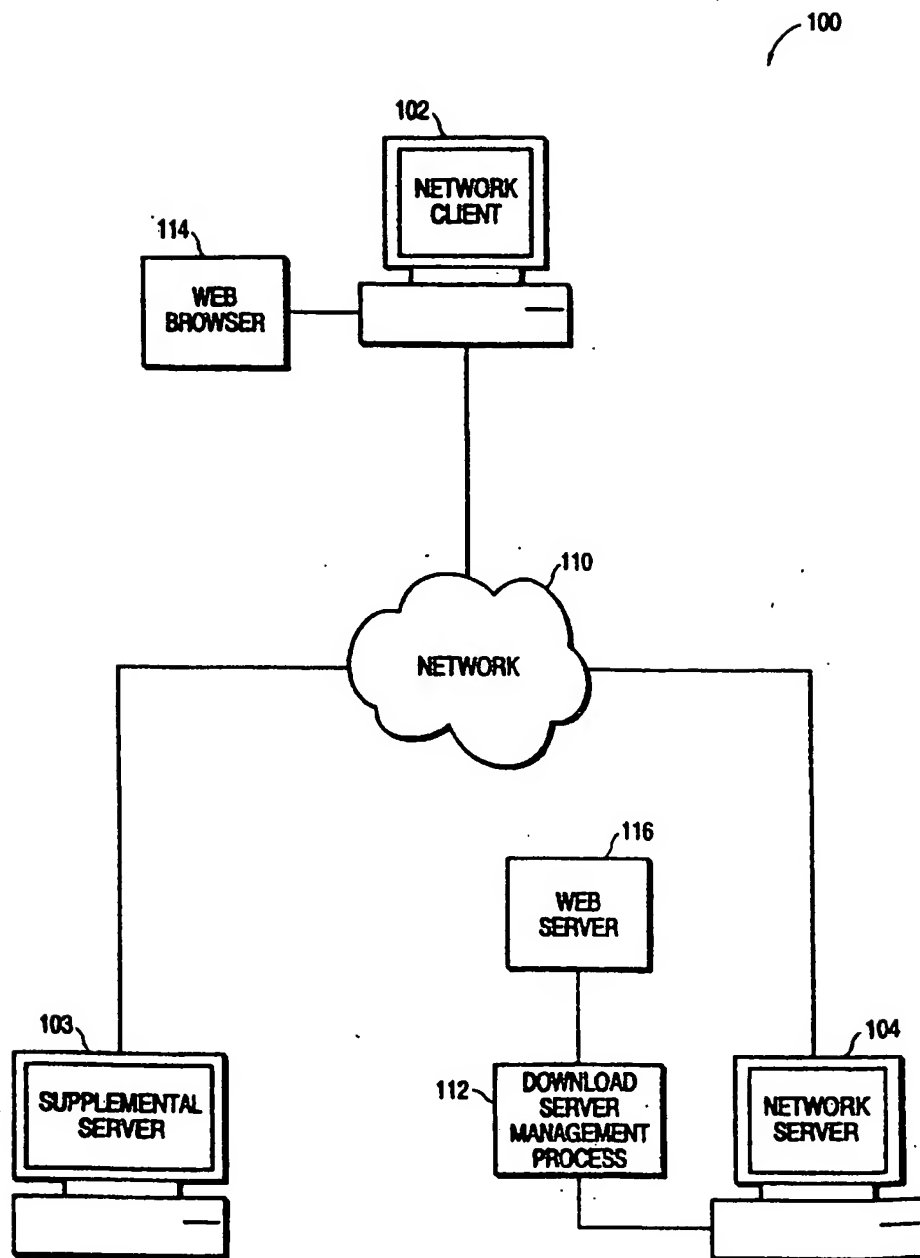 100
102
NETWORK
CLIENT
114
WEB
BROWSER
110
NETWORK
116
WEB
SERVER
103
SUPPLEMENTAL
SERVER
112
DOWNLOAD
SERVER
MANAGEMENT
PROCESS
104
NETWORK
SERVER